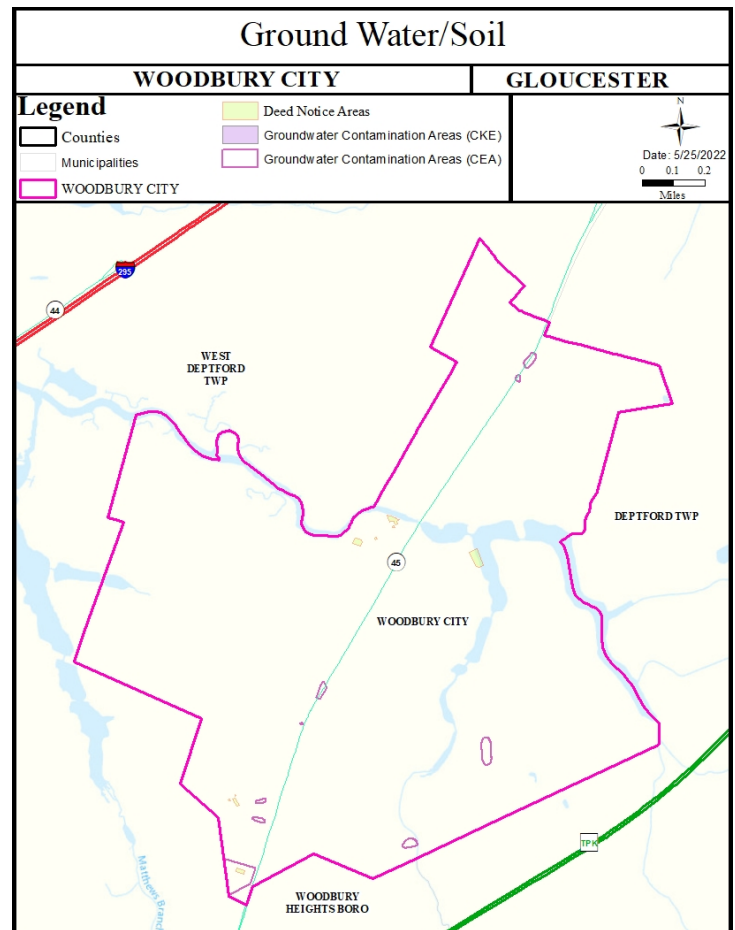 Ground Water/Soil
WOODBURY CITY
GLOUCESTER
Legend
Counties
Municipalities
WOODBURY CITY
Deed Notice Areas
Groundwater Contamination Areas (CKE)
Groundwater Contamination Areas (CEA)
N
Date: 5/25/2022
0 0.1 0.2
Miles
295
44
WEST
DEPTFORD
TWP
DEPTFORD TWP
45
WOODBURY CITY
TPK
Matthews Branch
WOODBURY
HEIGHTS BORO